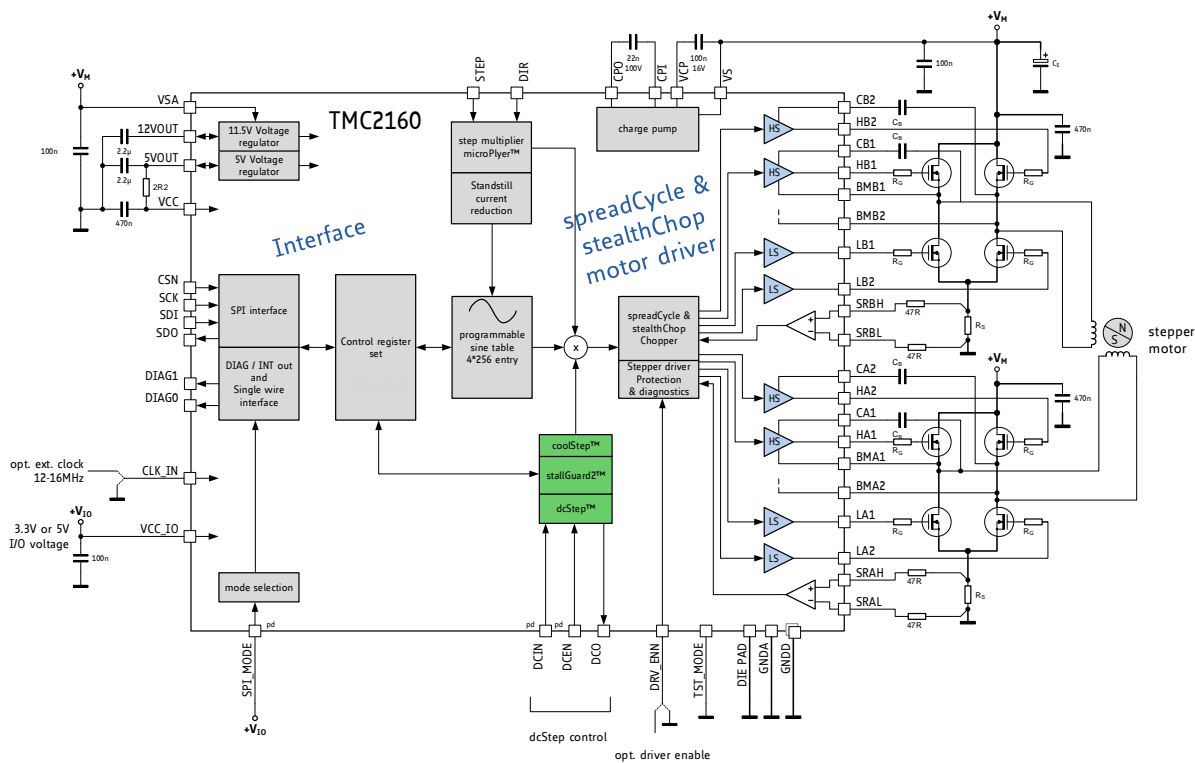 +VM
22n
100V
100n
16V
100n
+
CE
CPO
CPI
VCP
VS
STEP
DIR
+VM
VSA
12VOUT
2.2µ
100n
5VOUT
2.2µ
2R2
VCC
470n
TMC2160
11.5V Voltage
regulator
5V Voltage
regulator
step multiplier
microPlyer™
Standstill
current
reduction
charge pump
Interface
spreadCycle &
stealthChop
motor driver
HS
HS
LS
LS
CB2
CB
HB2
CB1
CB
HB1
RG
RG
470n
BMB1
BMB2
LB1
RG
RG
LB2
SRBH
47R
RS
SRBL
47R
+
−
CSN
SCK
SDI
SDO
SPI interface
DIAG / INT out
and
Single wire
interface
DIAG1
DIAG0
Control register
set
programmable
sine table
4*256 entry
x
spreadCycle &
stealthChop
Chopper
Stepper driver
Protection
& diagnostics
N
S
stepper
motor
+VM
470n
HS
HS
LS
LS
CA2
CB
HA2
CA1
CB
HA1
RG
RG
BMA1
BMA2
LA1
RG
RG
LA2
SRAH
47R
RS
SRAL
47R
+
−
coolStep™
stallGuard2™
dcStep™
opt. ext. clock
12-16MHz
CLK_IN
+VIO
3.3V or 5V
I/O voltage
VCC_IO
100n
mode selection
pd
pd
pd
SPI_MODE
+VIO
DCIN
DCEN
DCO
DRV_ENN
TST_MODE
DIE PAD
GNDA
GNDD
dcStep control
opt. driver enable